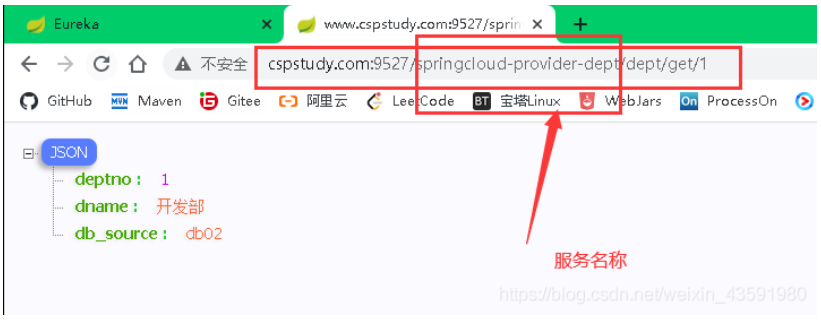 Eureka
www.cspstudy.com:9527/sprin
不安全 cspstudy.com:9527/springcloud-provider-dept/dept/get/1
GitHub Maven Gitee 阿里云 LeetCode 宝塔Linux WebJars ProcessOn
JSON
deptno : 1
dname : 开发部
db_source : db02
服务名称
https://blog.csdn.net/weixin_43591980